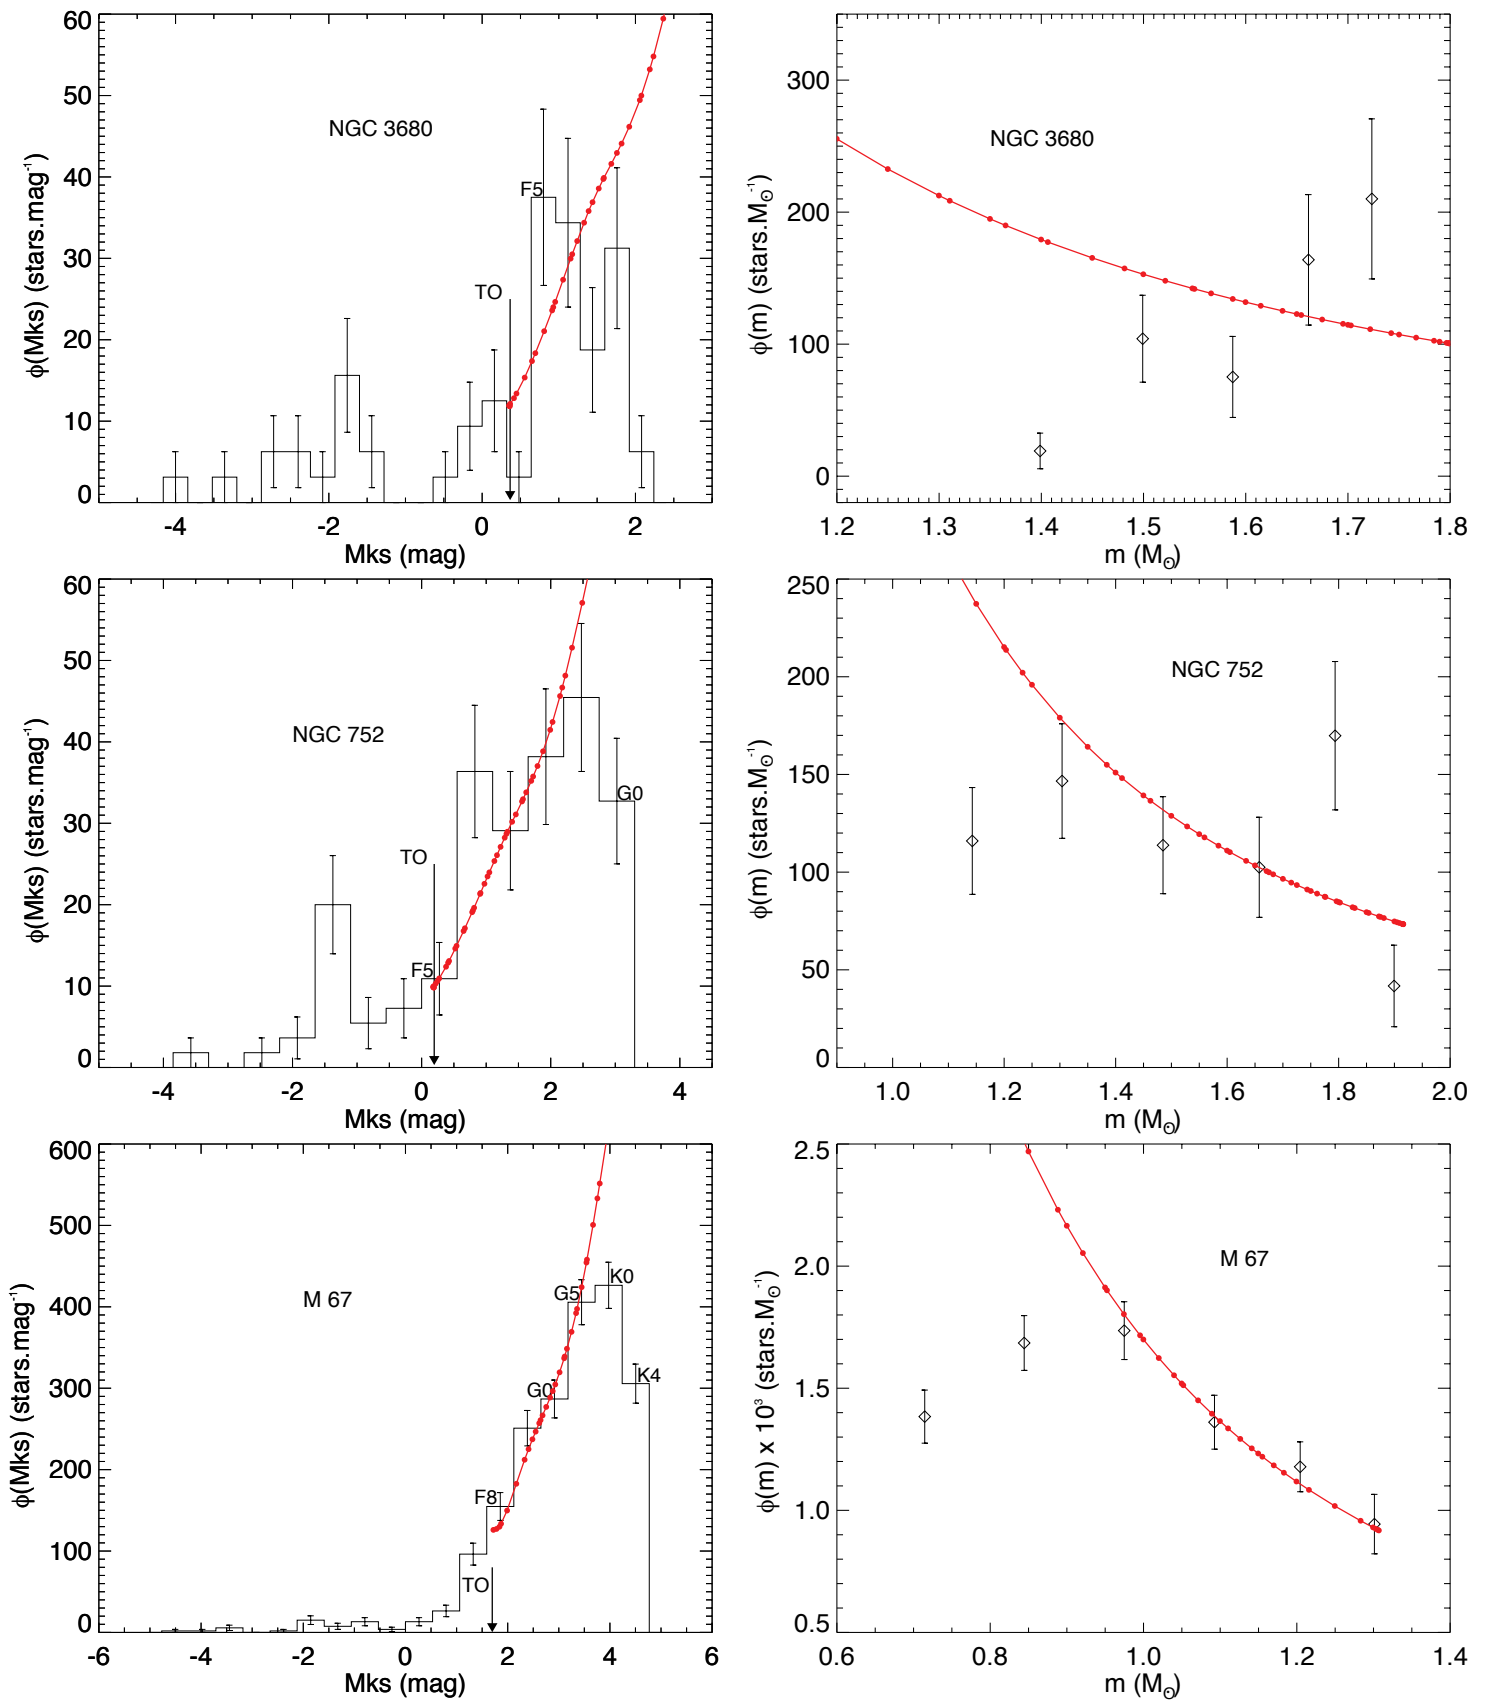 60
50
40
30
20
10
0
ϕ(Mks) (stars.mag⁻¹)
NGC 3680
F5
TO
-4 -2 0 2
Mks (mag)
300
200
100
0
ϕ(m) (stars.M⊙⁻¹)
NGC 3680
1.2 1.3 1.4 1.5 1.6 1.7 1.8
m (M⊙)
60
50
40
30
20
10
0
ϕ(Mks) (stars.mag⁻¹)
NGC 752
G0
TO
F5
-4 -2 0 2 4
Mks (mag)
250
200
150
100
50
0
ϕ(m) (stars.M⊙⁻¹)
NGC 752
1.0 1.2 1.4 1.6 1.8 2.0
m (M⊙)
600
500
400
300
200
100
0
ϕ(Mks) (stars.mag⁻¹)
M 67
K0
G5
K4
G0
F8
TO
-6 -4 -2 0 2 4 6
Mks (mag)
2.5
2.0
1.5
1.0
0.5
ϕ(m) x 10³ (stars.M⊙⁻¹)
M 67
0.6 0.8 1.0 1.2 1.4
m (M⊙)